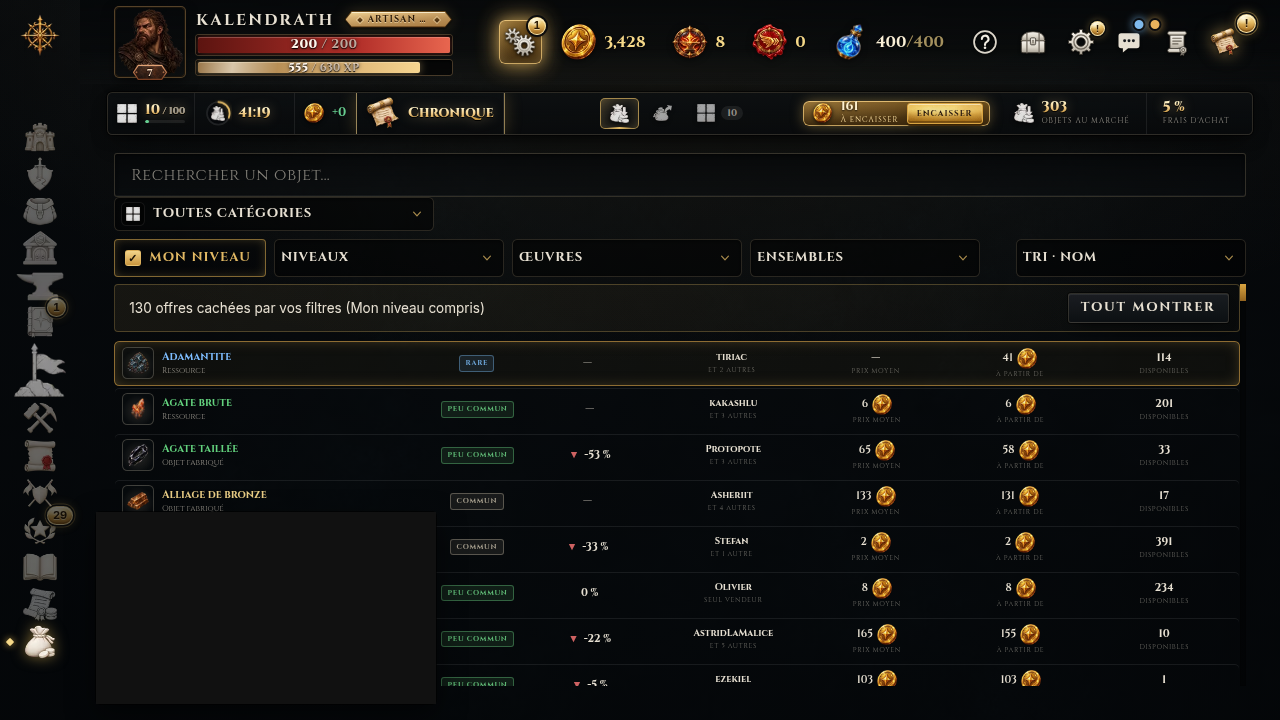 KALENDRATH
ARTISAN ...
200 / 200
555 / 630 XP
7
1
3,428
8
0
400/400
!
!
10 / 100
41:19
+0
CHRONIQUE
10
161
À ENCAISSER
ENCAISSER
303
OBJETS AU MARCHÉ
5 %
FRAIS D'ACHAT
RECHERCHER UN OBJET...
TOUTES CATÉGORIES
MON NIVEAU
NIVEAUX
ŒUVRES
ENSEMBLES
TRI · NOM
130 offres cachées par vos filtres (Mon niveau compris)
TOUT MONTRER
1
29
ADAMANTITE
RESSOURCE
RARE
—
TIRIAC
ET 2 AUTRES
—
PRIX MOYEN
41
À PARTIR DE
114
DISPONIBLES
AGATE BRUTE
RESSOURCE
PEU COMMUN
—
KAKASHLU
ET 3 AUTRES
6
PRIX MOYEN
6
À PARTIR DE
201
DISPONIBLES
AGATE TAILLÉE
OBJET FABRIQUÉ
PEU COMMUN
▼ -53 %
PROTOPOTE
ET 1 AUTRES
65
PRIX MOYEN
58
À PARTIR DE
33
DISPONIBLES
ALLIAGE DE BRONZE
OBJET FABRIQUÉ
COMMUN
—
ASHERIIT
ET 4 AUTRES
133
PRIX MOYEN
131
À PARTIR DE
17
DISPONIBLES
COMMUN
▼ -33 %
STEFAN
ET 1 AUTRE
2
PRIX MOYEN
2
À PARTIR DE
391
DISPONIBLES
PEU COMMUN
0 %
OLIVIER
SEUL VENDEUR
8
PRIX MOYEN
8
À PARTIR DE
234
DISPONIBLES
PEU COMMUN
▼ -22 %
ASTRIDLAMALICE
ET 5 AUTRES
165
PRIX MOYEN
155
À PARTIR DE
10
DISPONIBLES
PEU COMMUN
▼ -5 %
EZEKIEL
103
103
1